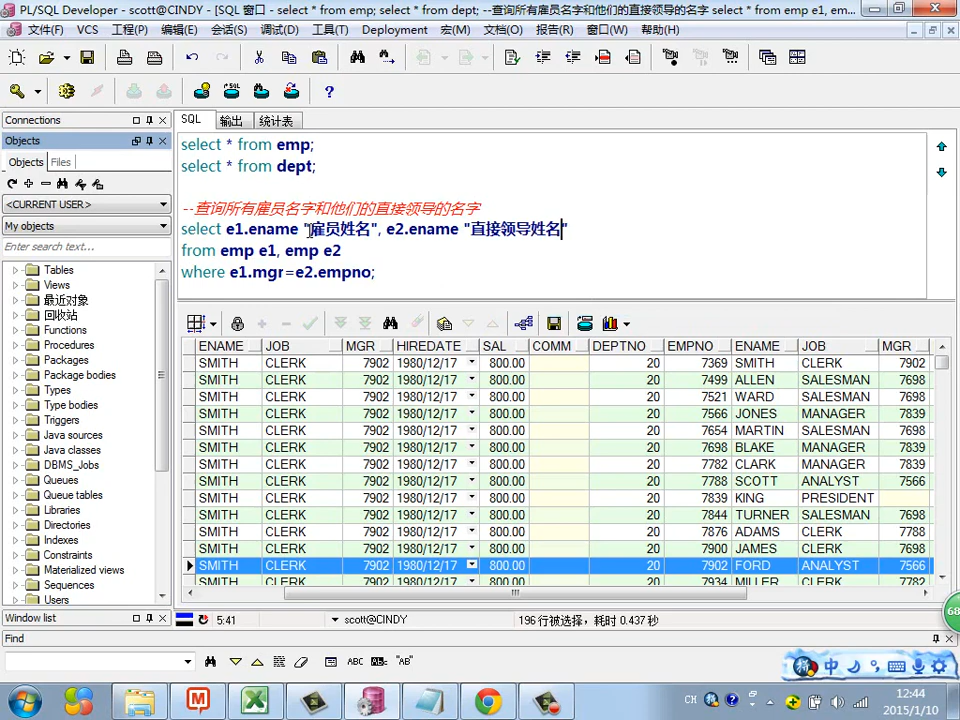 PL/SQL Developer - scott@CINDY - [SQL 窗口 - select * from emp; select * from dept; --查询所有雇员名字和他们的直接领导的名字 select * from emp e1, em...
文件(F) VCS 工程(P) 编辑(E) 会话(S) 调试(D) 工具(T) Deployment 宏(M) 文档(O) 报告(R) 窗口(W) 帮助(H)
Connections
SQL 输出 统计表
Objects
Objects Files
<CURRENT USER>
My objects
Enter search text...
Tables
Views
最近对象
回收站
Functions
Procedures
Packages
Package bodies
Types
Type bodies
Triggers
Java sources
Java classes
DBMS_Jobs
Queues
Queue tables
Libraries
Directories
Indexes
Constraints
Materialized views
Sequences
Users
select * from emp;
select * from dept;
--查询所有雇员名字和他们的直接领导的名字
select e1.ename "雇员姓名", e2.ename "直接领导姓名"
from emp e1, emp e2
where e1.mgr=e2.empno;
ENAME JOB MGR HIREDATE SAL COMM DEPTNO EMPNO ENAME JOB MGR
SMITH CLERK 7902 1980/12/17 800.00 20 7369 SMITH CLERK 7902
SMITH CLERK 7902 1980/12/17 800.00 20 7499 ALLEN SALESMAN 7698
SMITH CLERK 7902 1980/12/17 800.00 20 7521 WARD SALESMAN 7698
SMITH CLERK 7902 1980/12/17 800.00 20 7566 JONES MANAGER 7839
SMITH CLERK 7902 1980/12/17 800.00 20 7654 MARTIN SALESMAN 7698
SMITH CLERK 7902 1980/12/17 800.00 20 7698 BLAKE MANAGER 7839
SMITH CLERK 7902 1980/12/17 800.00 20 7782 CLARK MANAGER 7839
SMITH CLERK 7902 1980/12/17 800.00 20 7788 SCOTT ANALYST 7566
SMITH CLERK 7902 1980/12/17 800.00 20 7839 KING PRESIDENT
SMITH CLERK 7902 1980/12/17 800.00 20 7844 TURNER SALESMAN 7698
SMITH CLERK 7902 1980/12/17 800.00 20 7876 ADAMS CLERK 7788
SMITH CLERK 7902 1980/12/17 800.00 20 7900 JAMES CLERK 7698
SMITH CLERK 7902 1980/12/17 800.00 20 7902 FORD ANALYST 7566
SMITH CLERK 7902 1980/12/17 800.00 20 7934 MILLER CLERK 7782
68
Window list
5:41 scott@CINDY 196 行被选择，耗时 0.437 秒
Find
ABC "AB"
中
CH
12:44
2015/1/10